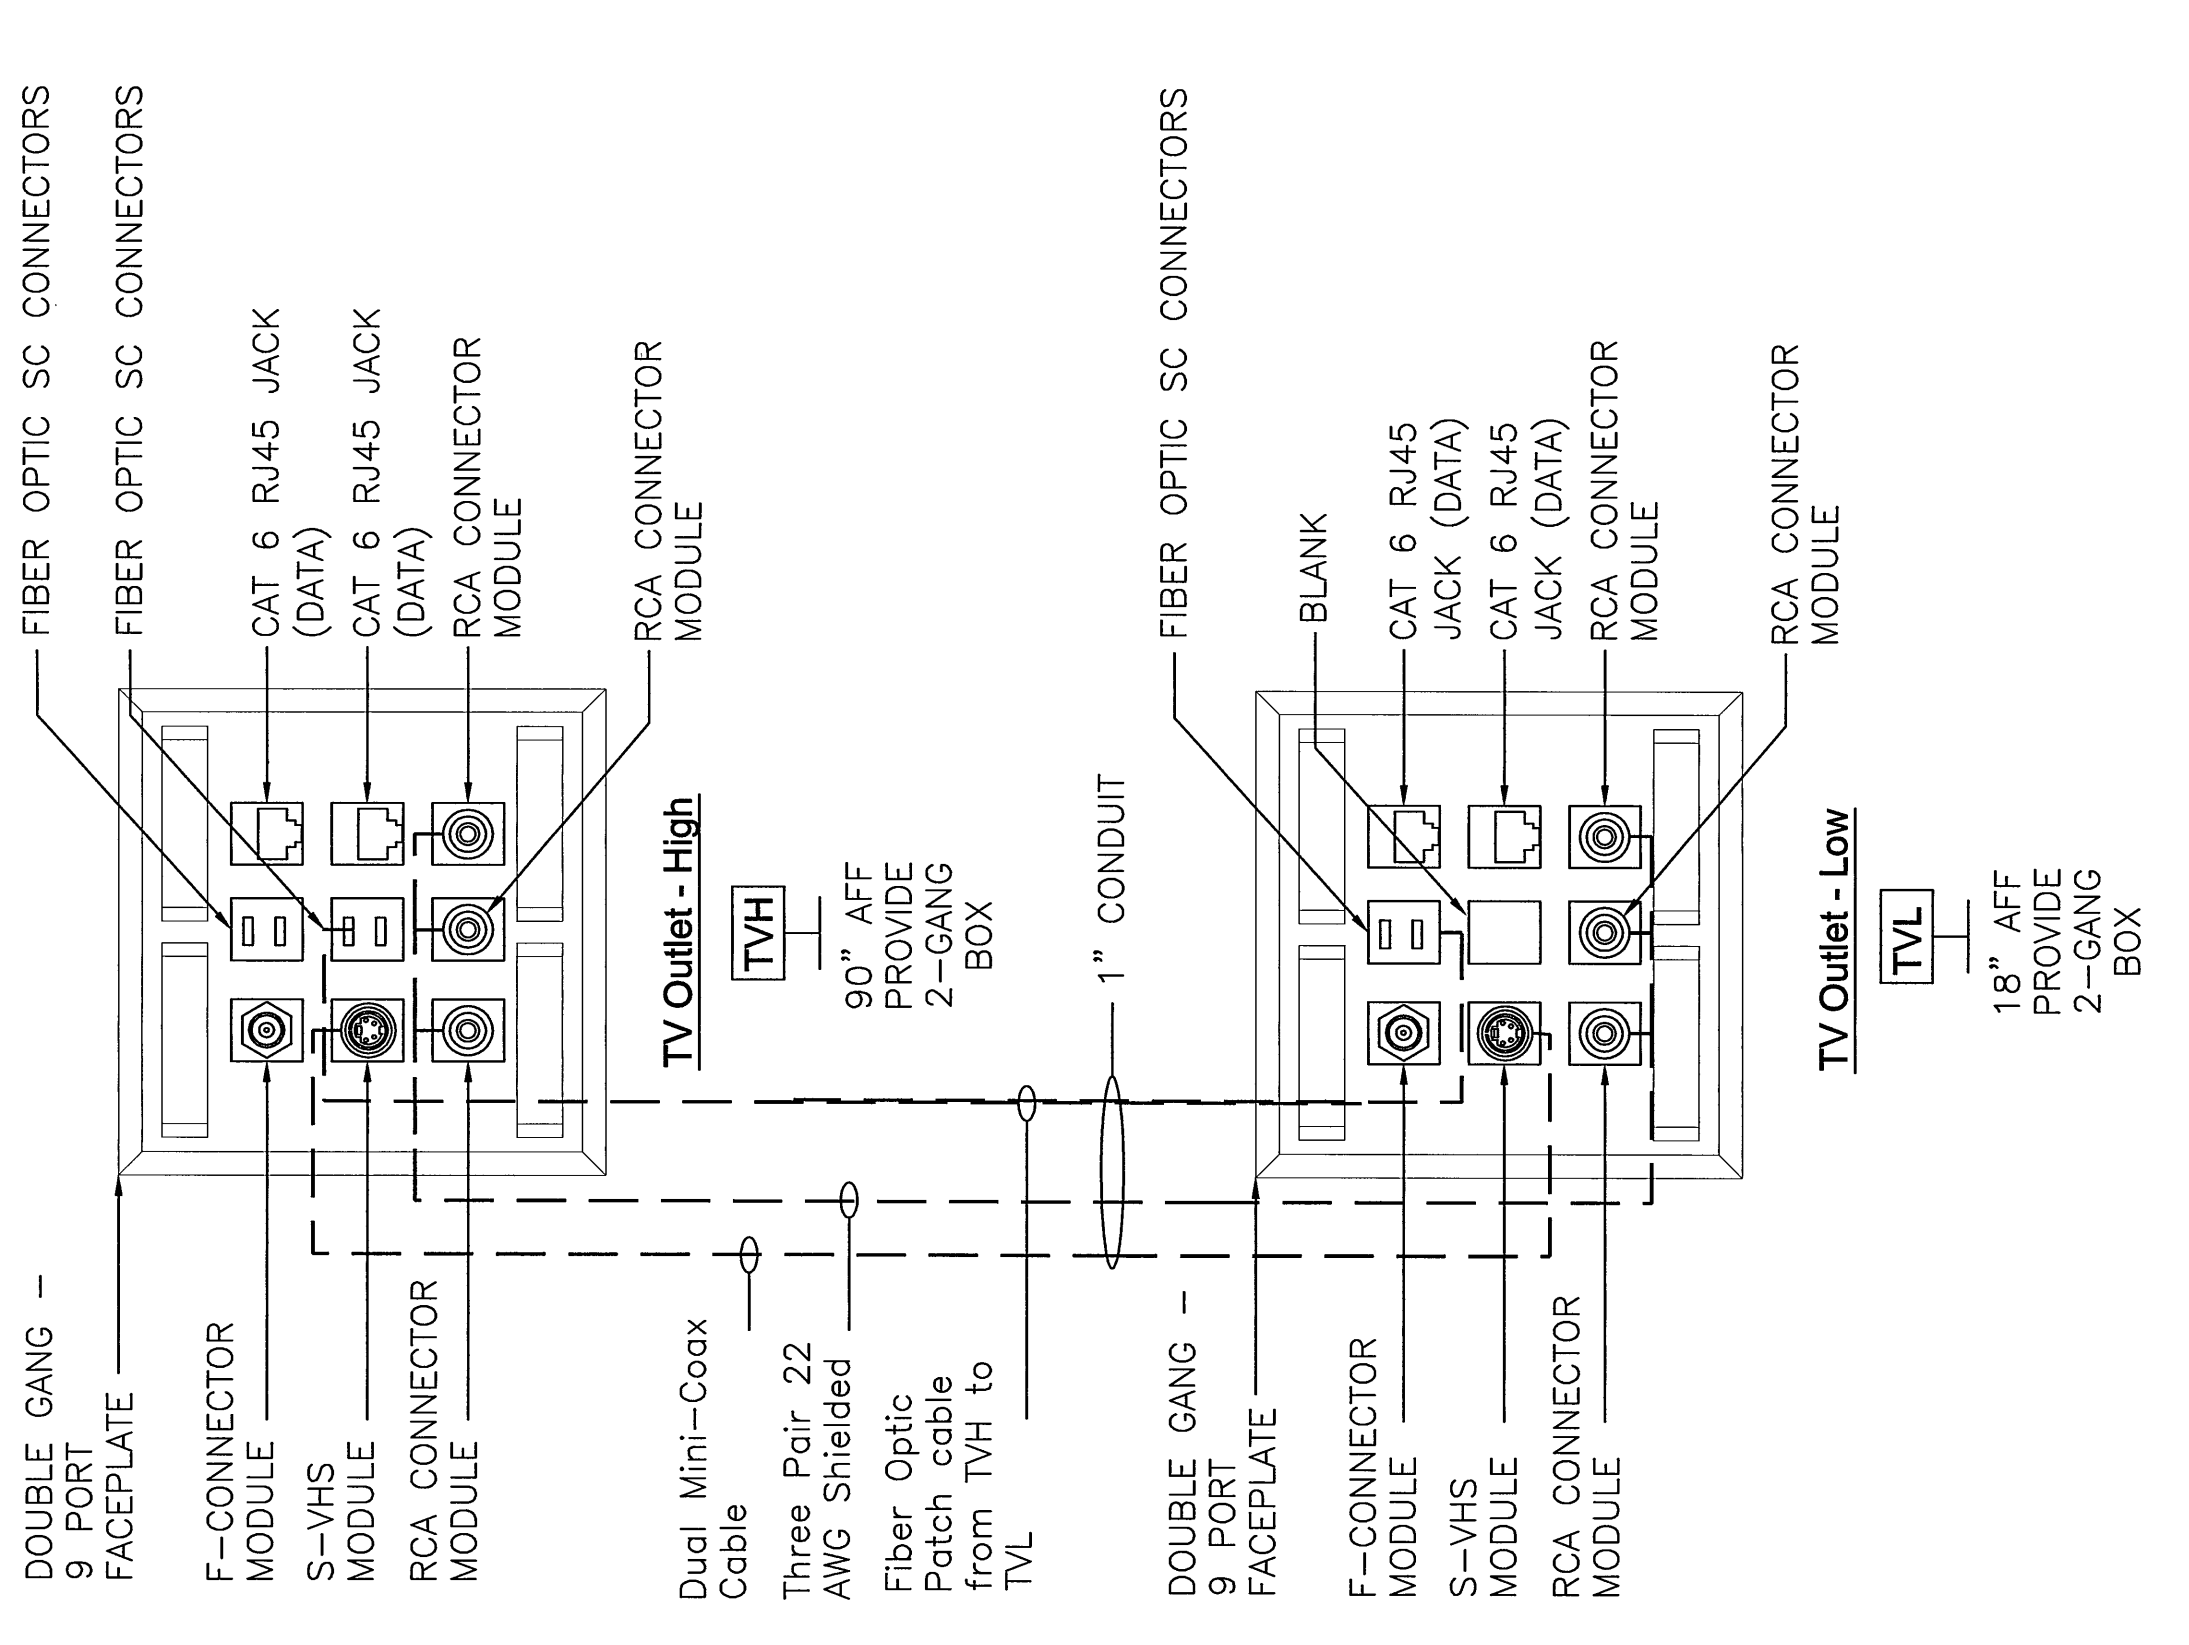 DOUBLE GANG –
9 PORT
FACEPLATE
F–CONNECTOR
MODULE
S–VHS
MODULE
RCA CONNECTOR
MODULE
FIBER OPTIC SC CONNECTORS
FIBER OPTIC SC CONNECTORS
CAT 6 RJ45 JACK
(DATA)
CAT 6 RJ45 JACK
(DATA)
RCA CONNECTOR
MODULE
RCA CONNECTOR
MODULE
TV Outlet - High
TVH
90" AFF
PROVIDE
2–GANG
BOX
Dual Mini–Coax
Cable
Three Pair 22
AWG Shielded
Fiber Optic
Patch cable
from TVH to
TVL
1" CONDUIT
DOUBLE GANG –
9 PORT
FACEPLATE
F–CONNECTOR
MODULE
S–VHS
MODULE
RCA CONNECTOR
MODULE
FIBER OPTIC SC CONNECTORS
BLANK
CAT 6 RJ45
JACK (DATA)
CAT 6 RJ45
JACK (DATA)
RCA CONNECTOR
MODULE
RCA CONNECTOR
MODULE
TV Outlet - Low
TVL
18" AFF
PROVIDE
2–GANG
BOX